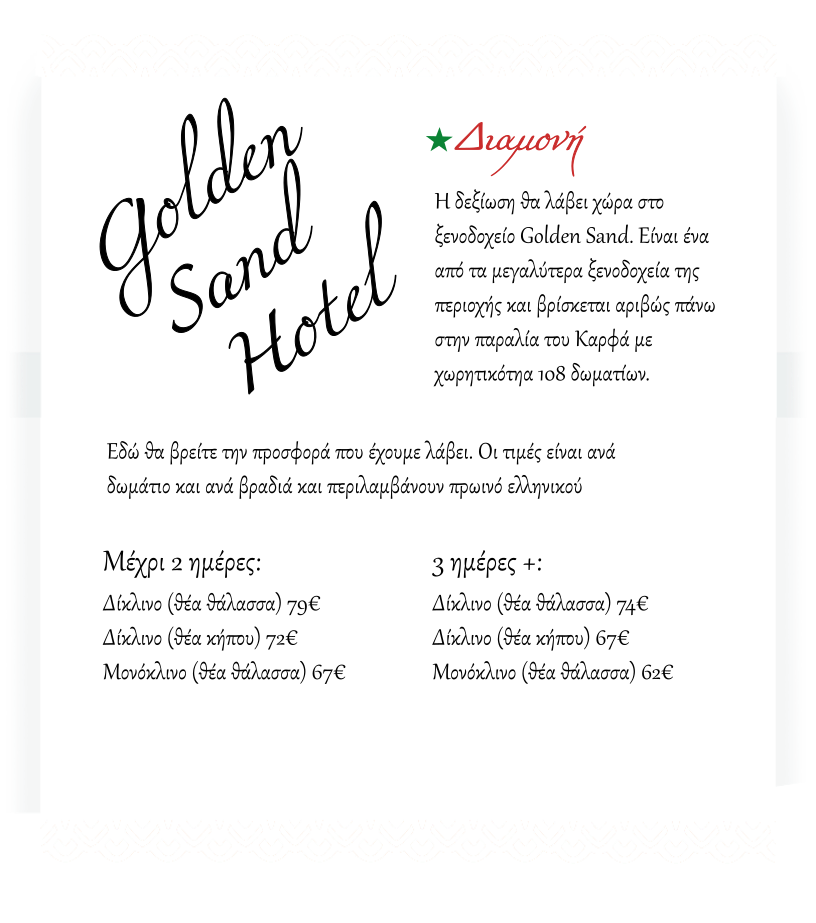 Golden
Sand
Hotel
Διαμονή
Η δεξίωση θα λάβει χώρα στο
ξενοδοχείο Golden Sand. Είναι ένα
από τα μεγαλύτερα ξενοδοχεία της
περιοχής και βρίσκεται αριβώς πάνω
στην παραλία του Καρφά με
χωρητικότηα 108 δωματίων.
Εδώ θα βρείτε την προσφορά που έχουμε λάβει. Οι τιμές είναι ανά
δωμάτιο και ανά βραδιά και περιλαμβάνουν πρωινό ελληνικού
Μέχρι 2 ημέρες:
Δίκλινο (θέα θάλασσα) 79€
Δίκλινο (θέα κήπου) 72€
Μονόκλινο (θέα θάλασσα) 67€
3 ημέρες +:
Δίκλινο (θέα θάλασσα) 74€
Δίκλινο (θέα κήπου) 67€
Μονόκλινο (θέα θάλασσα) 62€